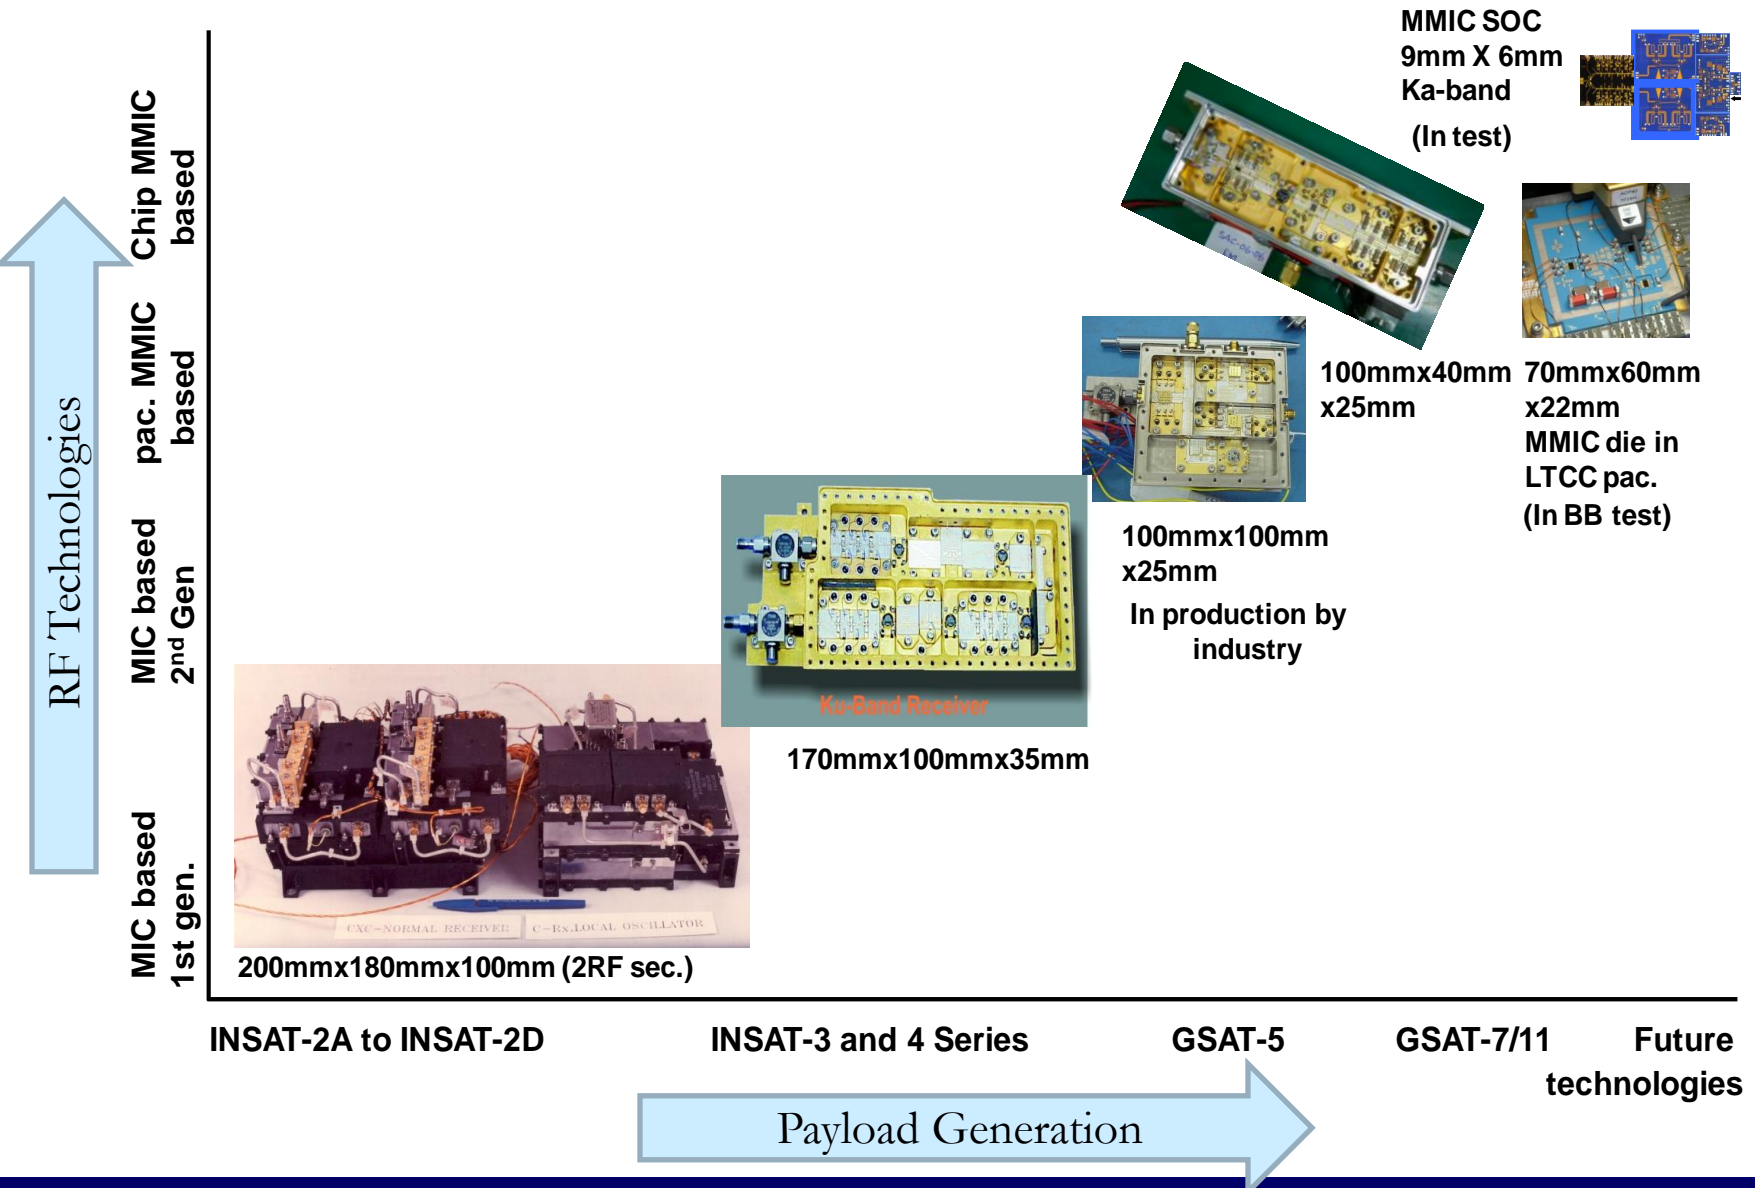 MMIC SOC
9mm X 6mm
Ka-band
(In test)
Chip MMIC
based
pac. MMIC
based
MIC based
2nd Gen
MIC based
1st gen.
RF Technologies
SAC-06-06
100mmx40mm
x25mm
70mmx60mm
x22mm
MMIC die in
LTCC pac.
(In BB test)
100mmx100mm
x25mm
In production by
industry
Ku-Band Receiver
170mmx100mmx35mm
CXC-NORMAL RECEIVER
C-Rx.LOCAL OSCILLATOR
200mmx180mmx100mm (2RF sec.)
INSAT-2A to INSAT-2D
INSAT-3 and 4 Series
GSAT-5
GSAT-7/11
Future
technologies
Payload Generation